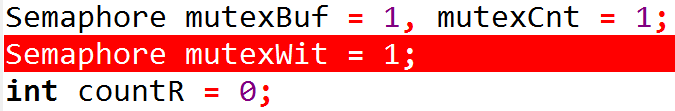 Semaphore mutexBuf = 1, mutexCnt = 1;
Semaphore mutexWit = 1;
int countR = 0;